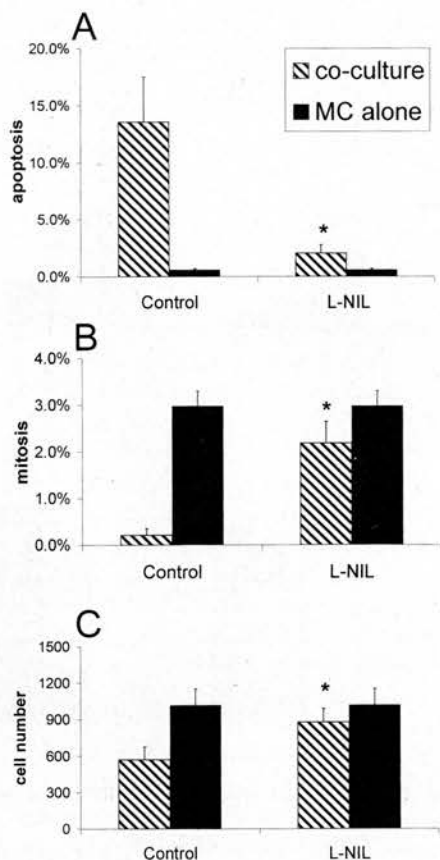 A
20.0%
15.0%
10.0%
5.0%
0.0%
apoptosis
co-culture
MC alone
*
Control L-NIL
B
4.0%
3.0%
2.0%
1.0%
0.0%
mitosis
*
Control L-NIL
C
1500
1200
900
600
300
0
cell number
*
Control L-NIL